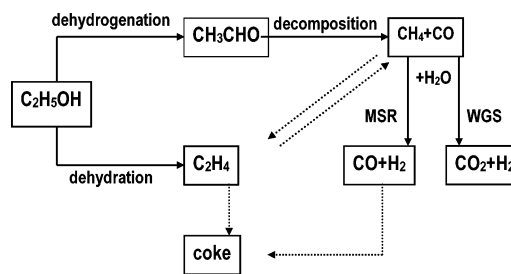 dehydrogenation
CH₃CHO
decomposition
CH₄+CO
+H₂O
C₂H₅OH
MSR
WGS
C₂H₄
CO+H₂
CO₂+H₂
dehydration
coke